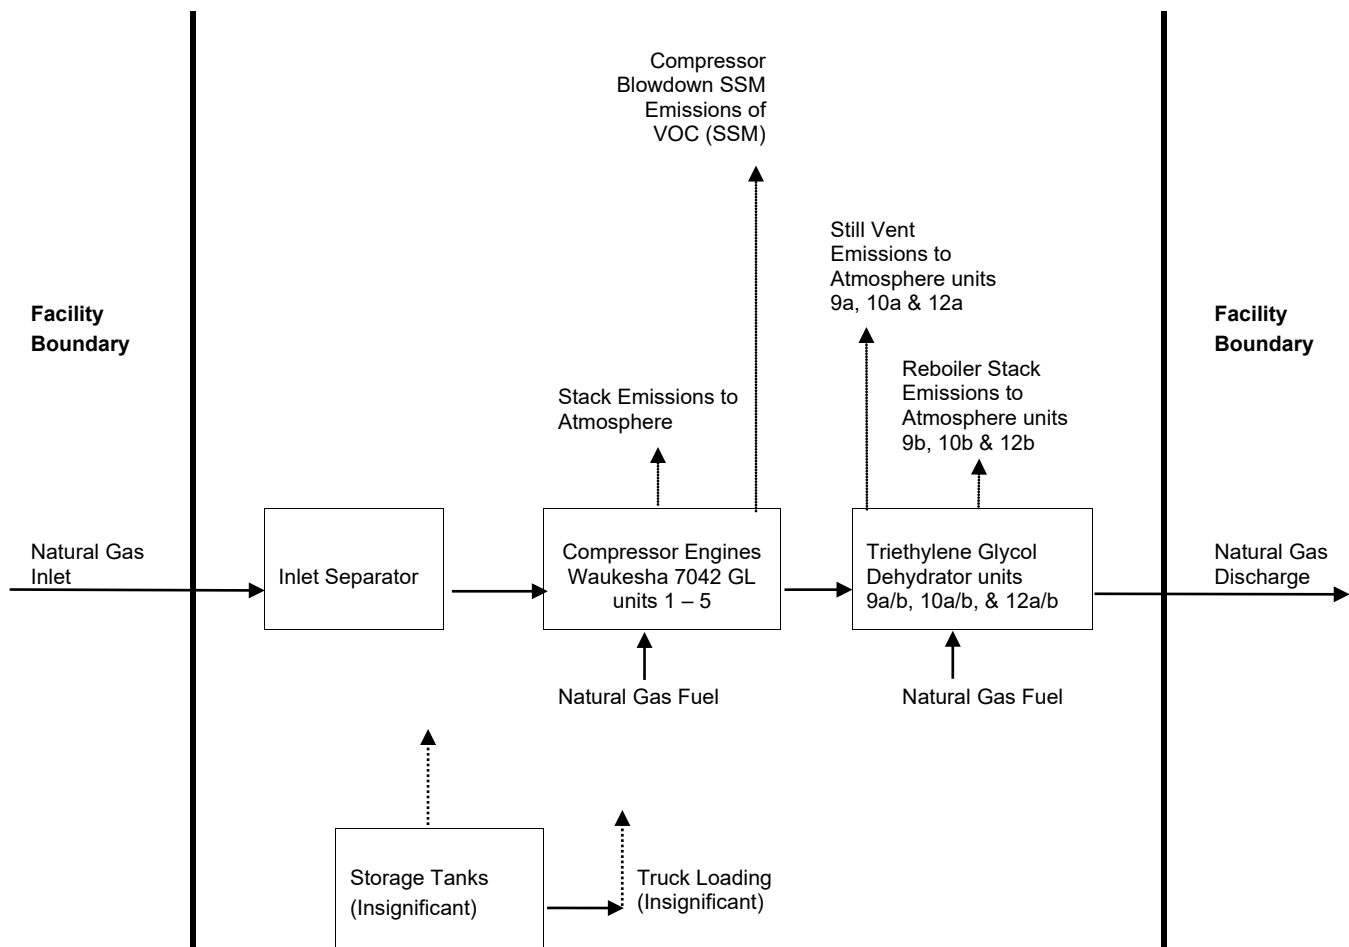 Compressor
Blowdown SSM
Emissions of
VOC (SSM)
Still Vent
Emissions to
Atmosphere units
9a, 10a & 12a
Facility
Boundary
Facility
Boundary
Reboiler Stack
Emissions to
Atmosphere units
9b, 10b & 12b
Stack Emissions to
Atmosphere
Natural Gas
Inlet
Inlet Separator
Compressor Engines
Waukesha 7042 GL
units 1 – 5
Triethylene Glycol
Dehydrator units
9a/b, 10a/b, & 12a/b
Natural Gas
Discharge
Natural Gas Fuel
Natural Gas Fuel
Storage Tanks
(Insignificant)
Truck Loading
(Insignificant)